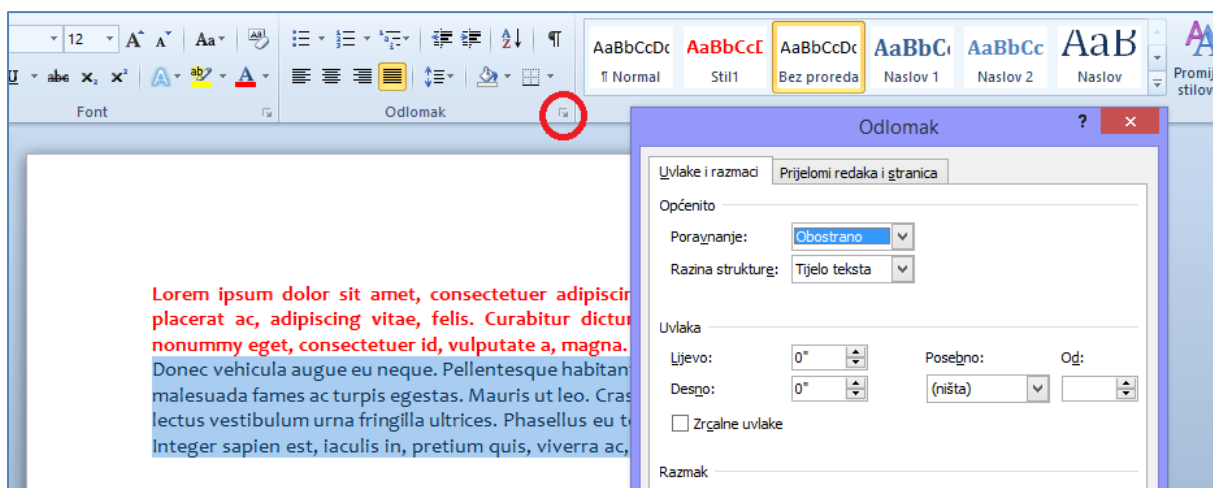 12 A A Aa
AaBbCcDc AaBbCcD AaBbCcDc AaBbC AaBbCc AaB
U abe x₂ x² A ab A
¶ Normal Stil1 Bez proreda Naslov 1 Naslov 2 Naslov
Promij
stilov
Font Odlomak
Odlomak ?
Uvlake i razmaci Prijelomi redaka i stranica
Općenito
Poravnanje: Obostrano
Razina strukture: Tijelo teksta
Lorem ipsum dolor sit amet, consectetuer adipiscin
placerat ac, adipiscing vitae, felis. Curabitur dictu
nonummy eget, consectetuer id, vulputate a, magna.
Donec vehicula augue eu neque. Pellentesque habitan
malesuada fames ac turpis egestas. Mauris ut leo. Cras
lectus vestibulum urna fringilla ultrices. Phasellus eu t
Integer sapien est, iaculis in, pretium quis, viverra ac,
Uvlaka
Lijevo: 0" Posebno: Od:
Desno: 0" (ništa)
Zrcalne uvlake
Razmak